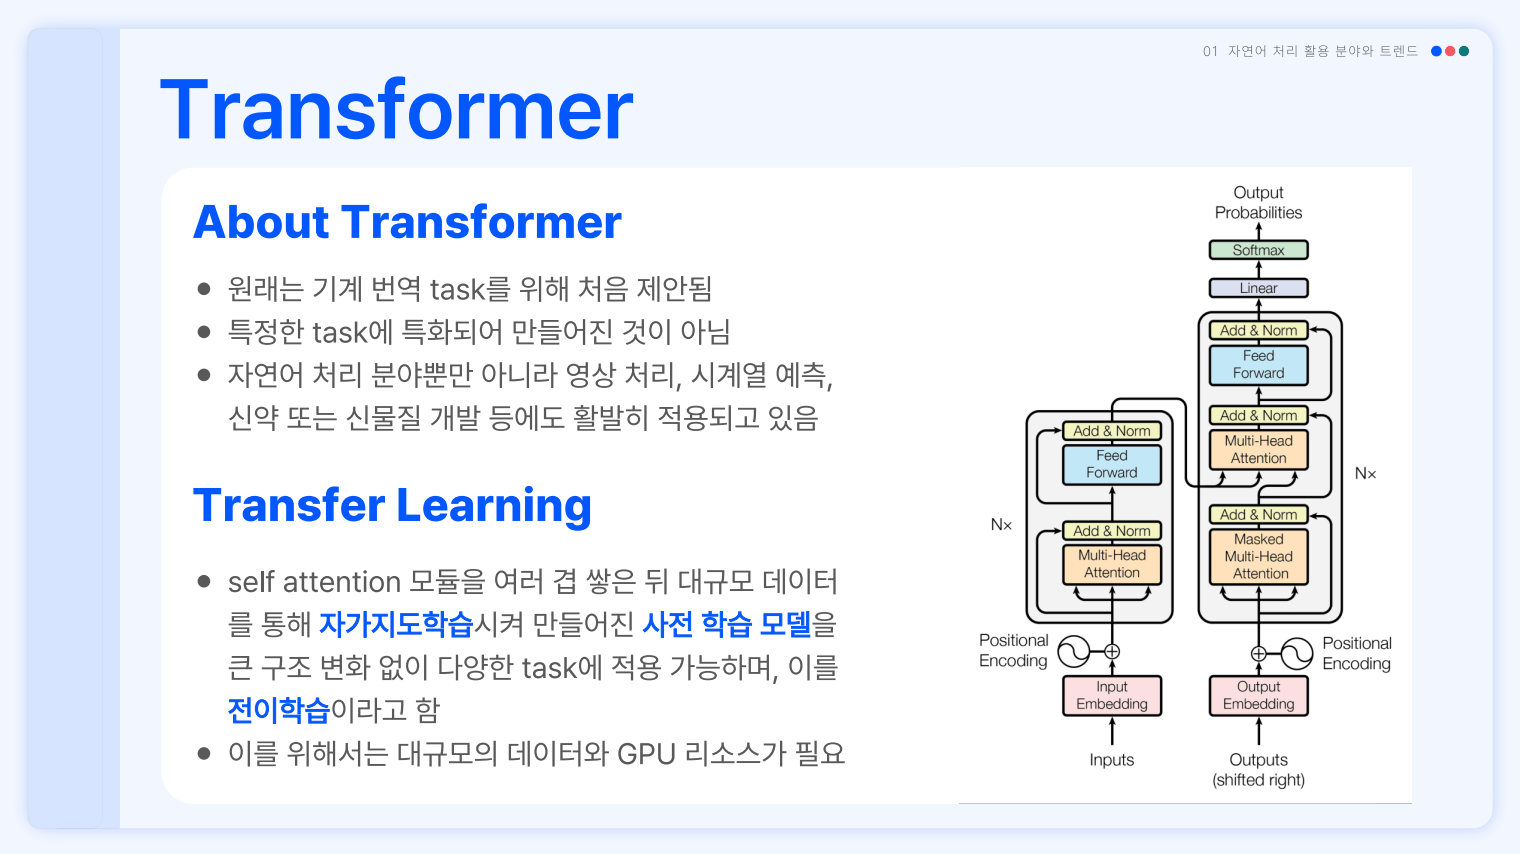 01 자연어 처리 활용 분야와 트렌드
Transformer
About Transformer
● 원래는 기계 번역 task를 위해 처음 제안됨
● 특정한 task에 특화되어 만들어진 것이 아님
● 자연어 처리 분야뿐만 아니라 영상 처리, 시계열 예측,
신약 또는 신물질 개발 등에도 활발히 적용되고 있음
Transfer Learning
● self attention 모듈을 여러 겹 쌓은 뒤 대규모 데이터
를 통해 자가지도학습시켜 만들어진 사전 학습 모델을
큰 구조 변화 없이 다양한 task에 적용 가능하며, 이를
전이학습이라고 함
● 이를 위해서는 대규모의 데이터와 GPU 리소스가 필요
Output
Probabilities
Softmax
Linear
Add & Norm
Feed
Forward
Add & Norm
Multi-Head
Attention
N×
Add & Norm
Masked
Multi-Head
Attention
Add & Norm
Feed
Forward
N×
Add & Norm
Multi-Head
Attention
Positional
Encoding
Positional
Encoding
Input
Embedding
Output
Embedding
Inputs
Outputs
(shifted right)